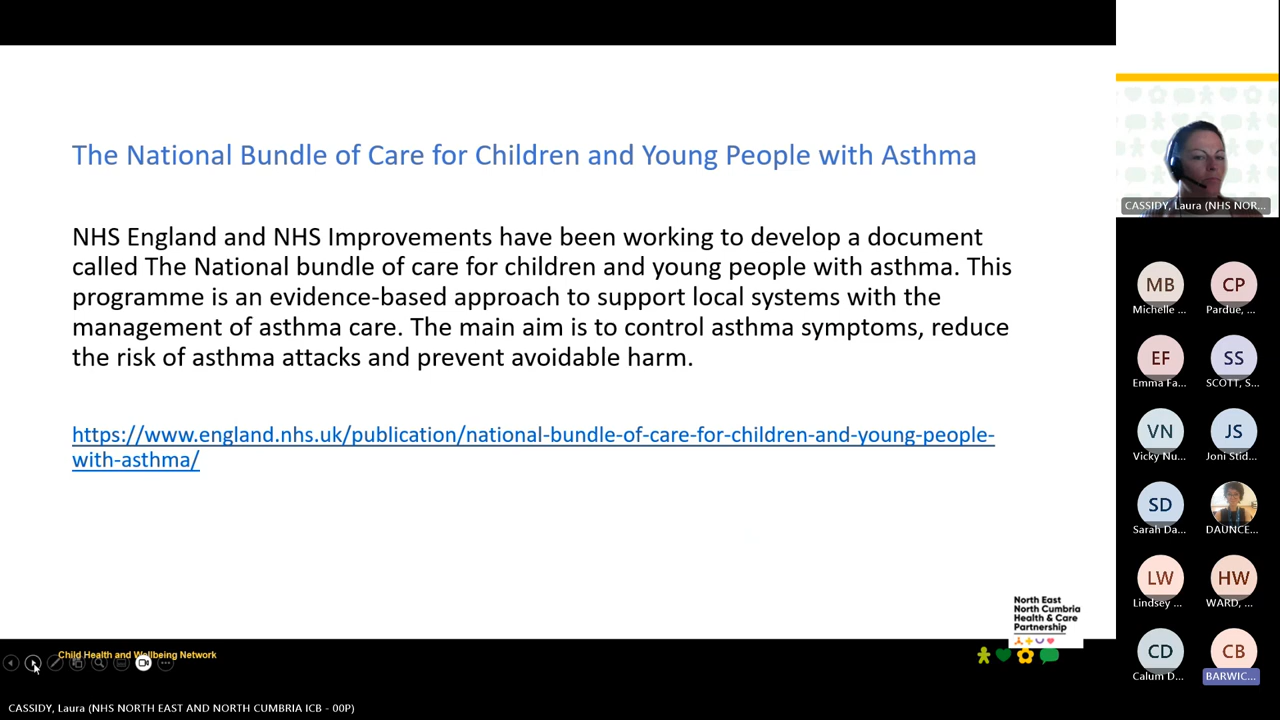 The National Bundle of Care for Children and Young People with Asthma
NHS England and NHS Improvements have been working to develop a document
called The National bundle of care for children and young people with asthma. This
programme is an evidence-based approach to support local systems with the
management of asthma care. The main aim is to control asthma symptoms, reduce
the risk of asthma attacks and prevent avoidable harm.
https://www.england.nhs.uk/publication/national-bundle-of-care-for-children-and-young-people-
with-asthma/
North East
North Cumbria
Health & Care
Partnership
Child Health and Wellbeing Network
CASSIDY, Laura (NHS NORTH EAST AND NORTH CUMBRIA ICB - 00P)
CASSIDY, Laura (NHS NOR...
MB CP
Michelle ... Pardue, ...
EF SS
Emma Fa... SCOTT, S...
VN JS
Vicky Nu... Joni Stid...
SD
Sarah Da... DAUNCE...
LW HW
Lindsey ... WARD, ...
CD CB
Calum D... BARWIC...